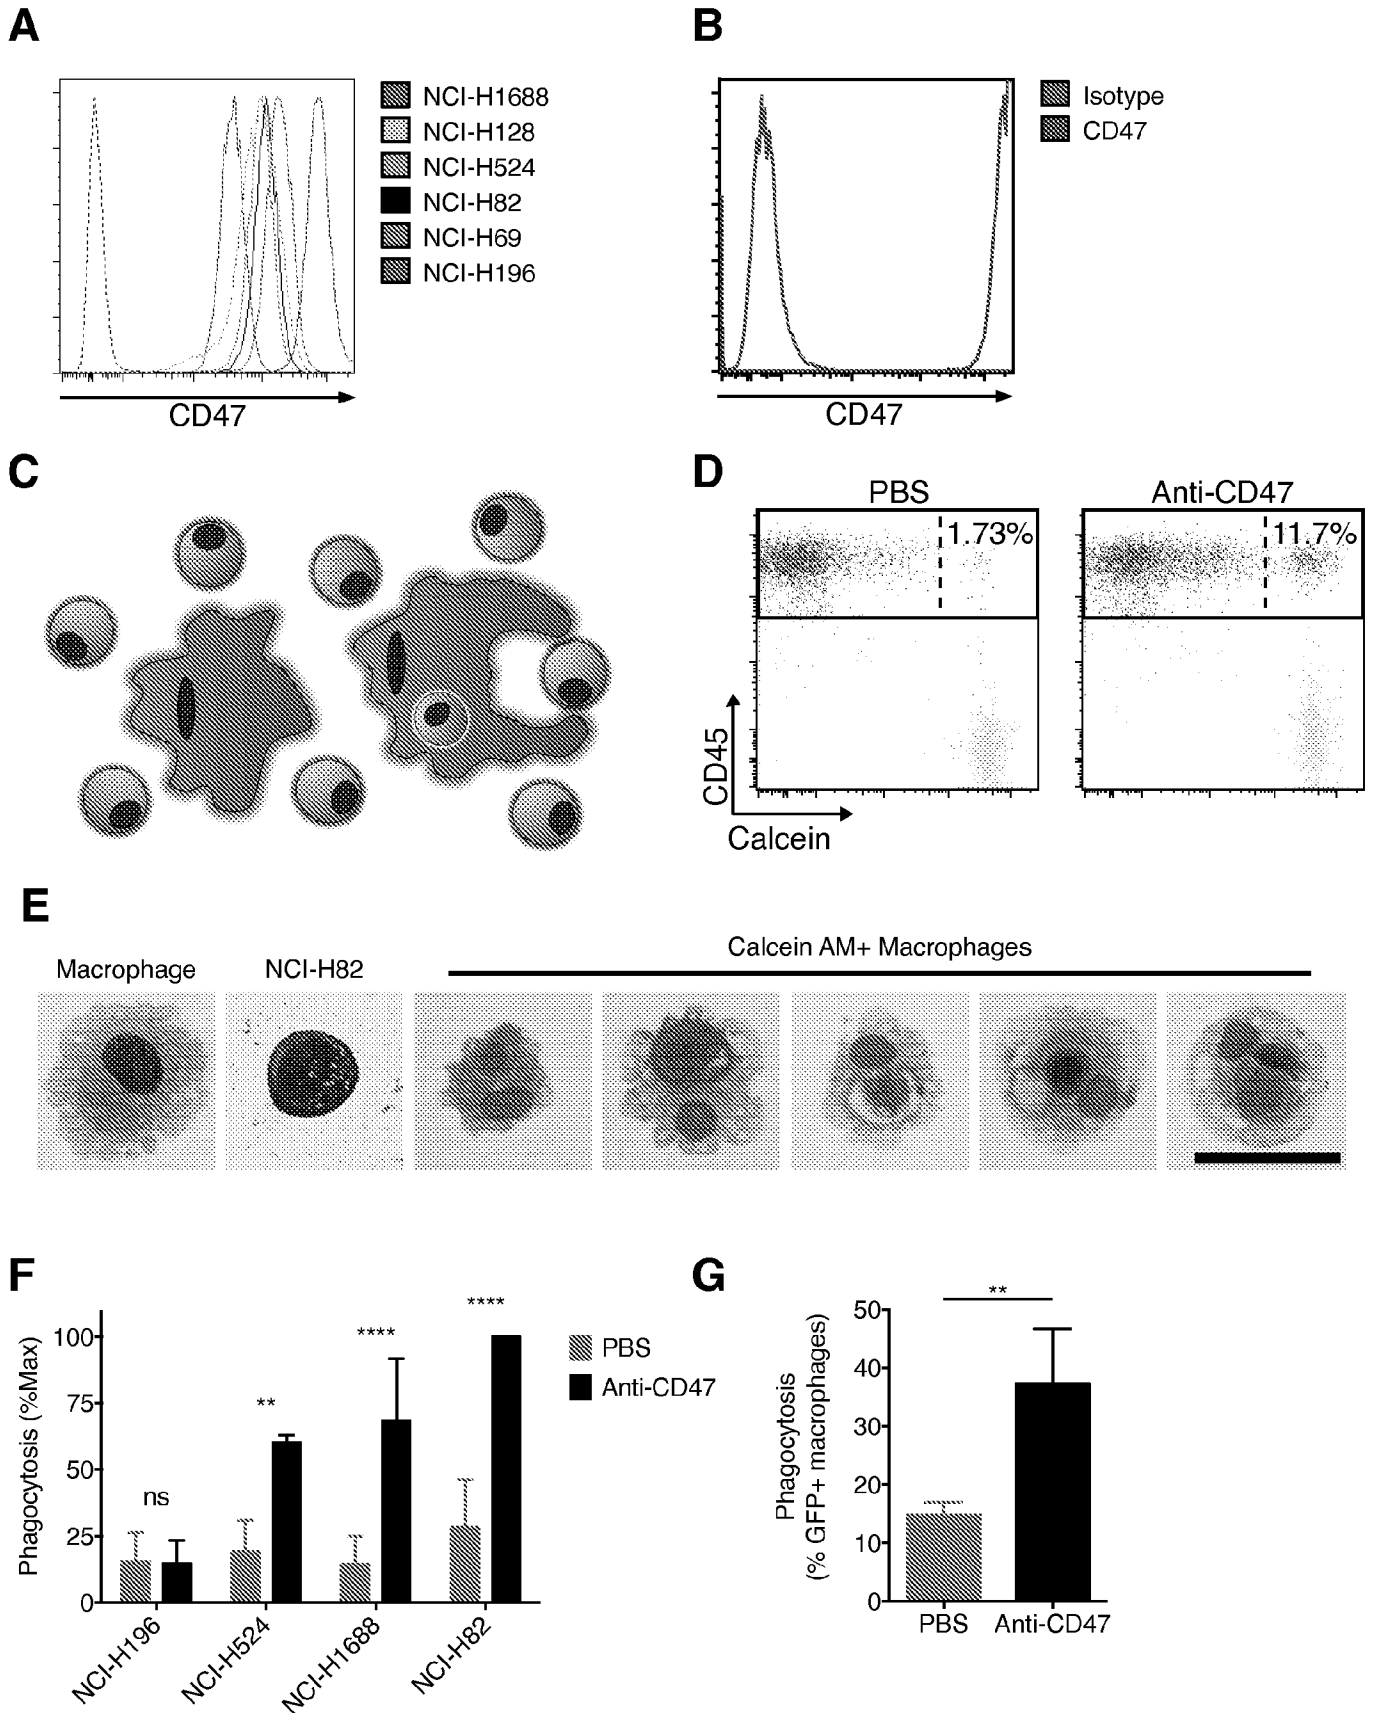 A
NCI-H1688
NCI-H128
NCI-H524
NCI-H82
NCI-H69
NCI-H196
CD47
B
Isotype
CD47
CD47
C
D
PBS
Anti-CD47
1.73%
11.7%
CD45
Calcein
E
Calcein AM+ Macrophages
Macrophage
NCI-H82
F
Phagocytosis (%Max)
100
75
50
25
0
ns
**
****
****
PBS
Anti-CD47
NCI-H196
NCI-H524
NCI-H1688
NCI-H82
G
Phagocytosis
(% GFP+ macrophages)
50
40
30
20
10
0
**
PBS
Anti-CD47